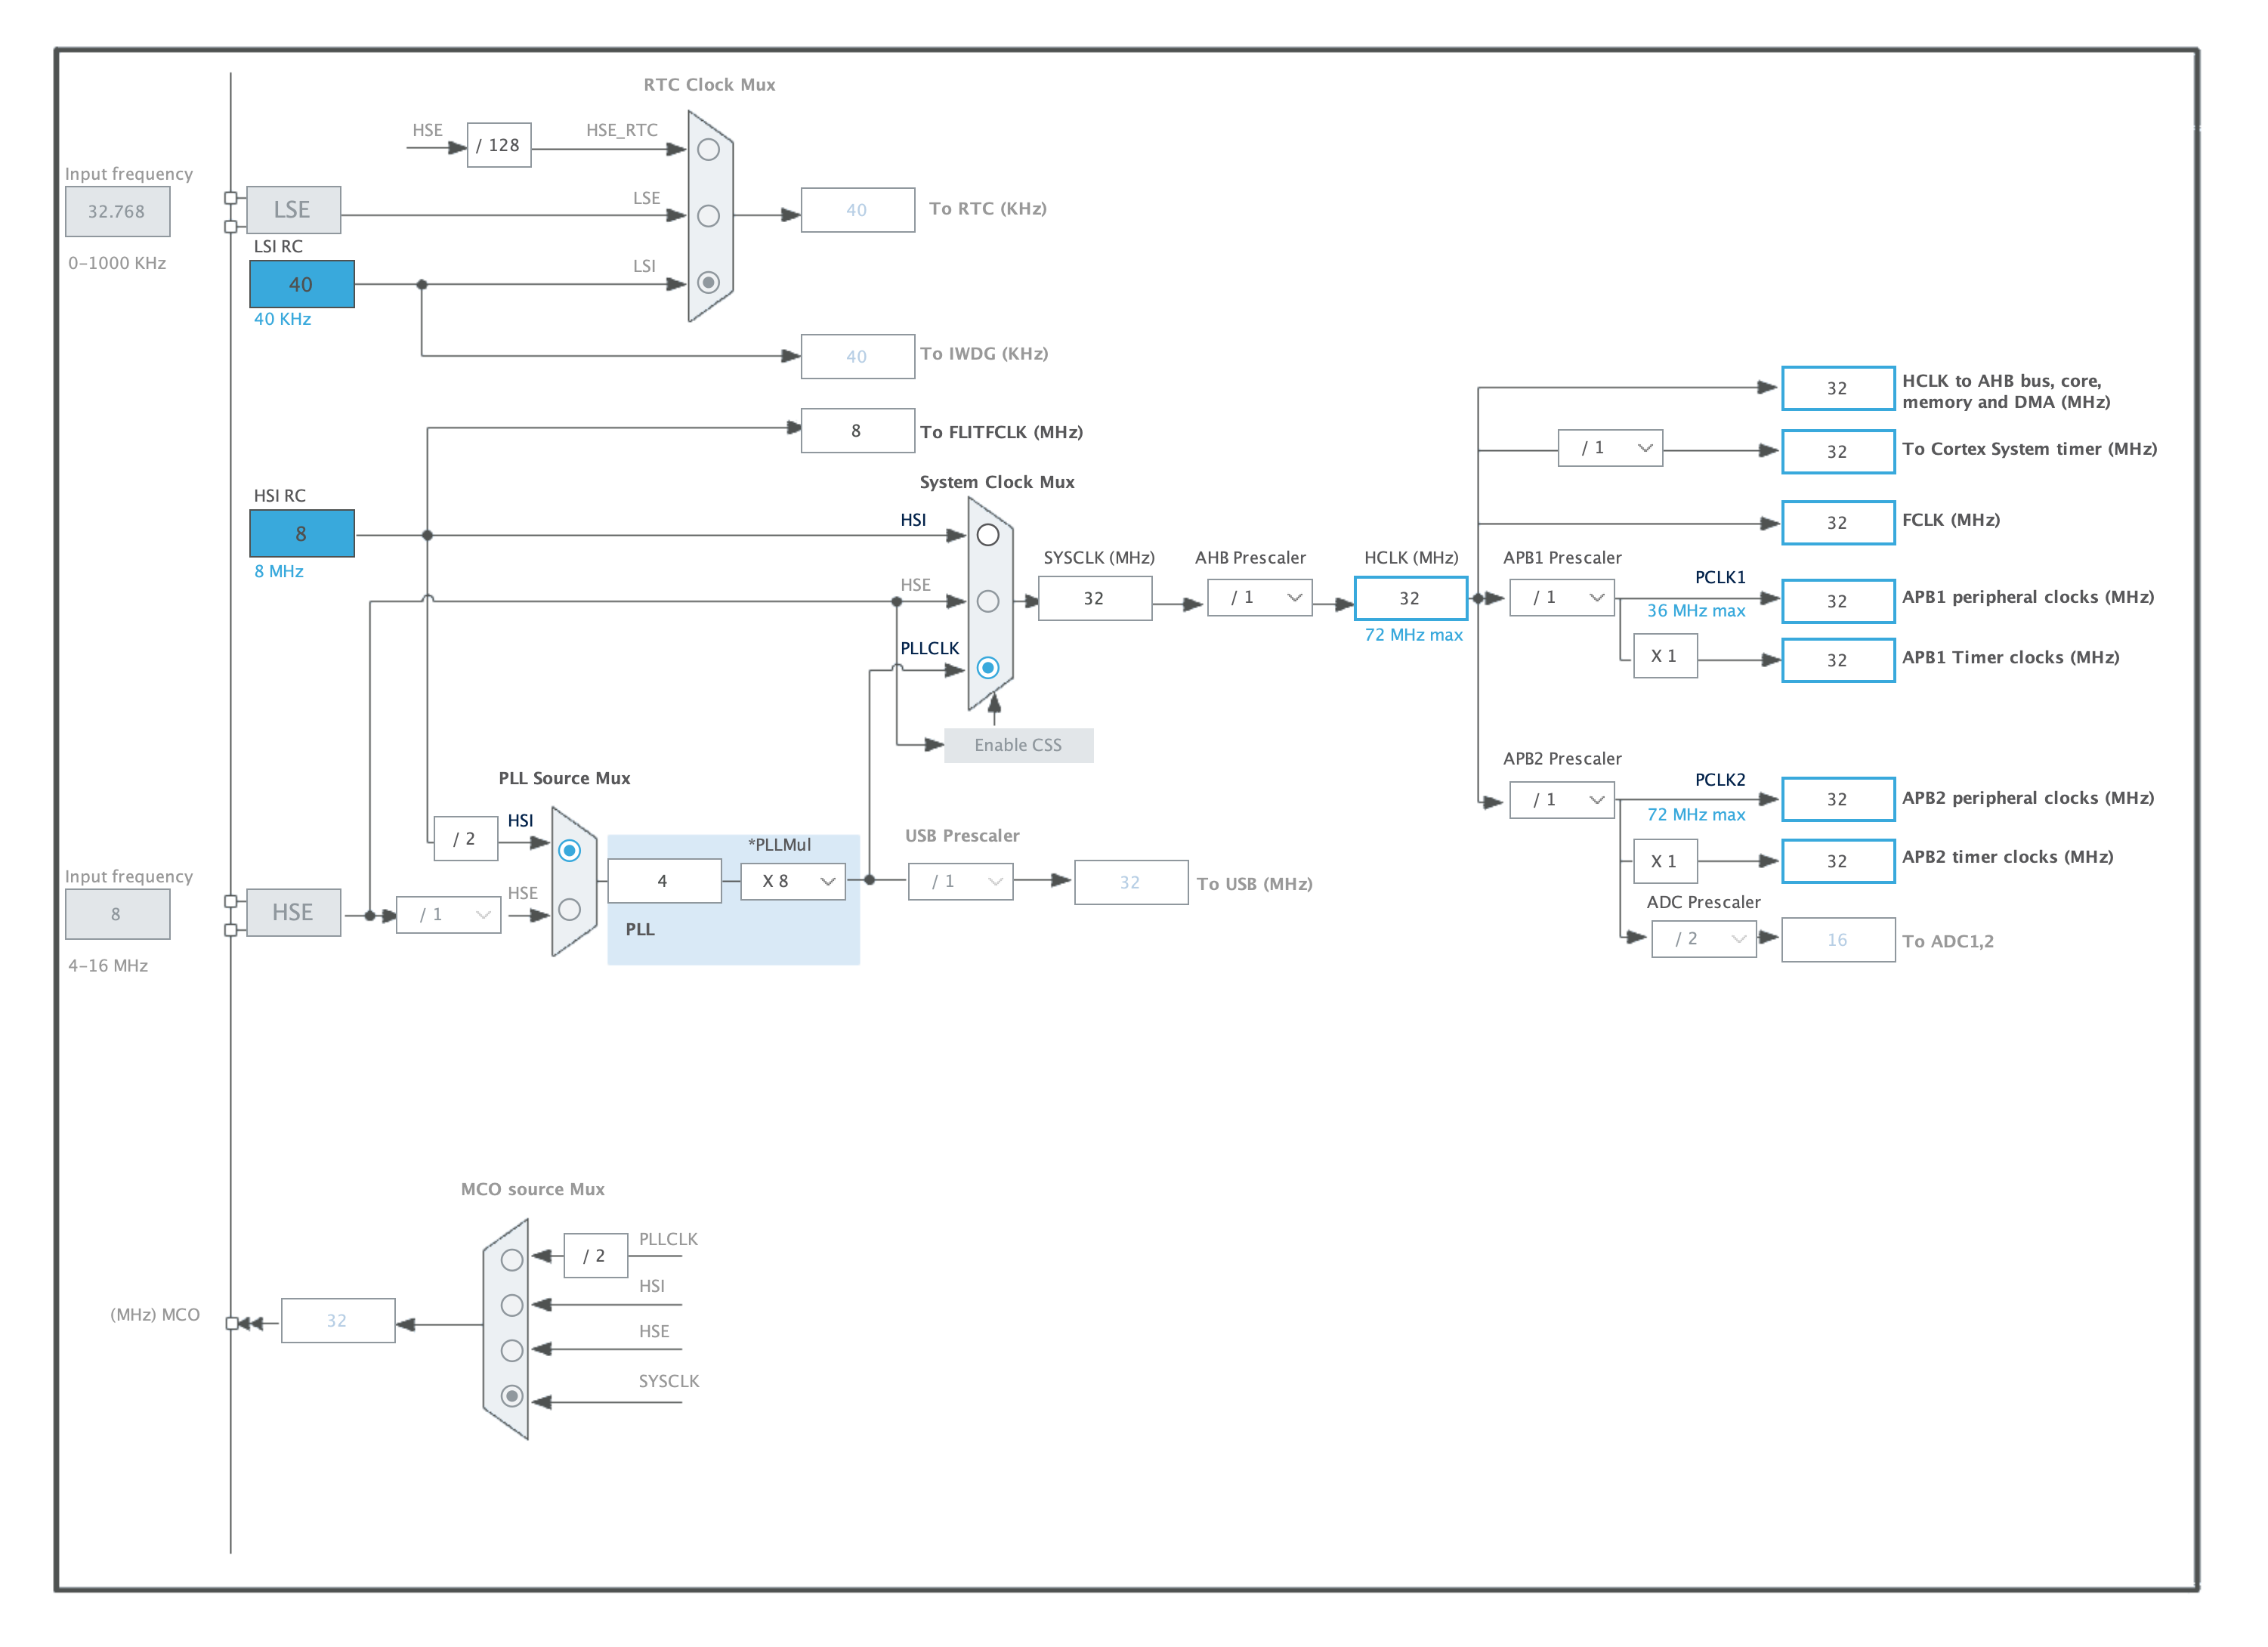 RTC Clock Mux
HSE
/ 128
HSE_RTC
Input frequency
32.768
LSE
LSE
40
To RTC (KHz)
0-1000 KHz
LSI RC
40
LSI
40 KHz
40
To IWDG (KHz)
8
To FLITFCLK (MHz)
HSI RC
8
8 MHz
System Clock Mux
HSI
HSE
PLLCLK
Enable CSS
SYSCLK (MHz)
32
AHB Prescaler
/ 1
HCLK (MHz)
32
72 MHz max
32
HCLK to AHB bus, core,
memory and DMA (MHz)
/ 1
32
To Cortex System timer (MHz)
32
FCLK (MHz)
APB1 Prescaler
/ 1
PCLK1
36 MHz max
32
APB1 peripheral clocks (MHz)
X 1
32
APB1 Timer clocks (MHz)
APB2 Prescaler
/ 1
PCLK2
72 MHz max
32
APB2 peripheral clocks (MHz)
X 1
32
APB2 timer clocks (MHz)
ADC Prescaler
/ 2
16
To ADC1,2
PLL Source Mux
/ 2
HSI
Input frequency
8
HSE
/ 1
HSE
4-16 MHz
4
*PLLMul
X 8
PLL
USB Prescaler
/ 1
32
To USB (MHz)
MCO source Mux
/ 2
PLLCLK
HSI
HSE
SYSCLK
(MHz) MCO
32